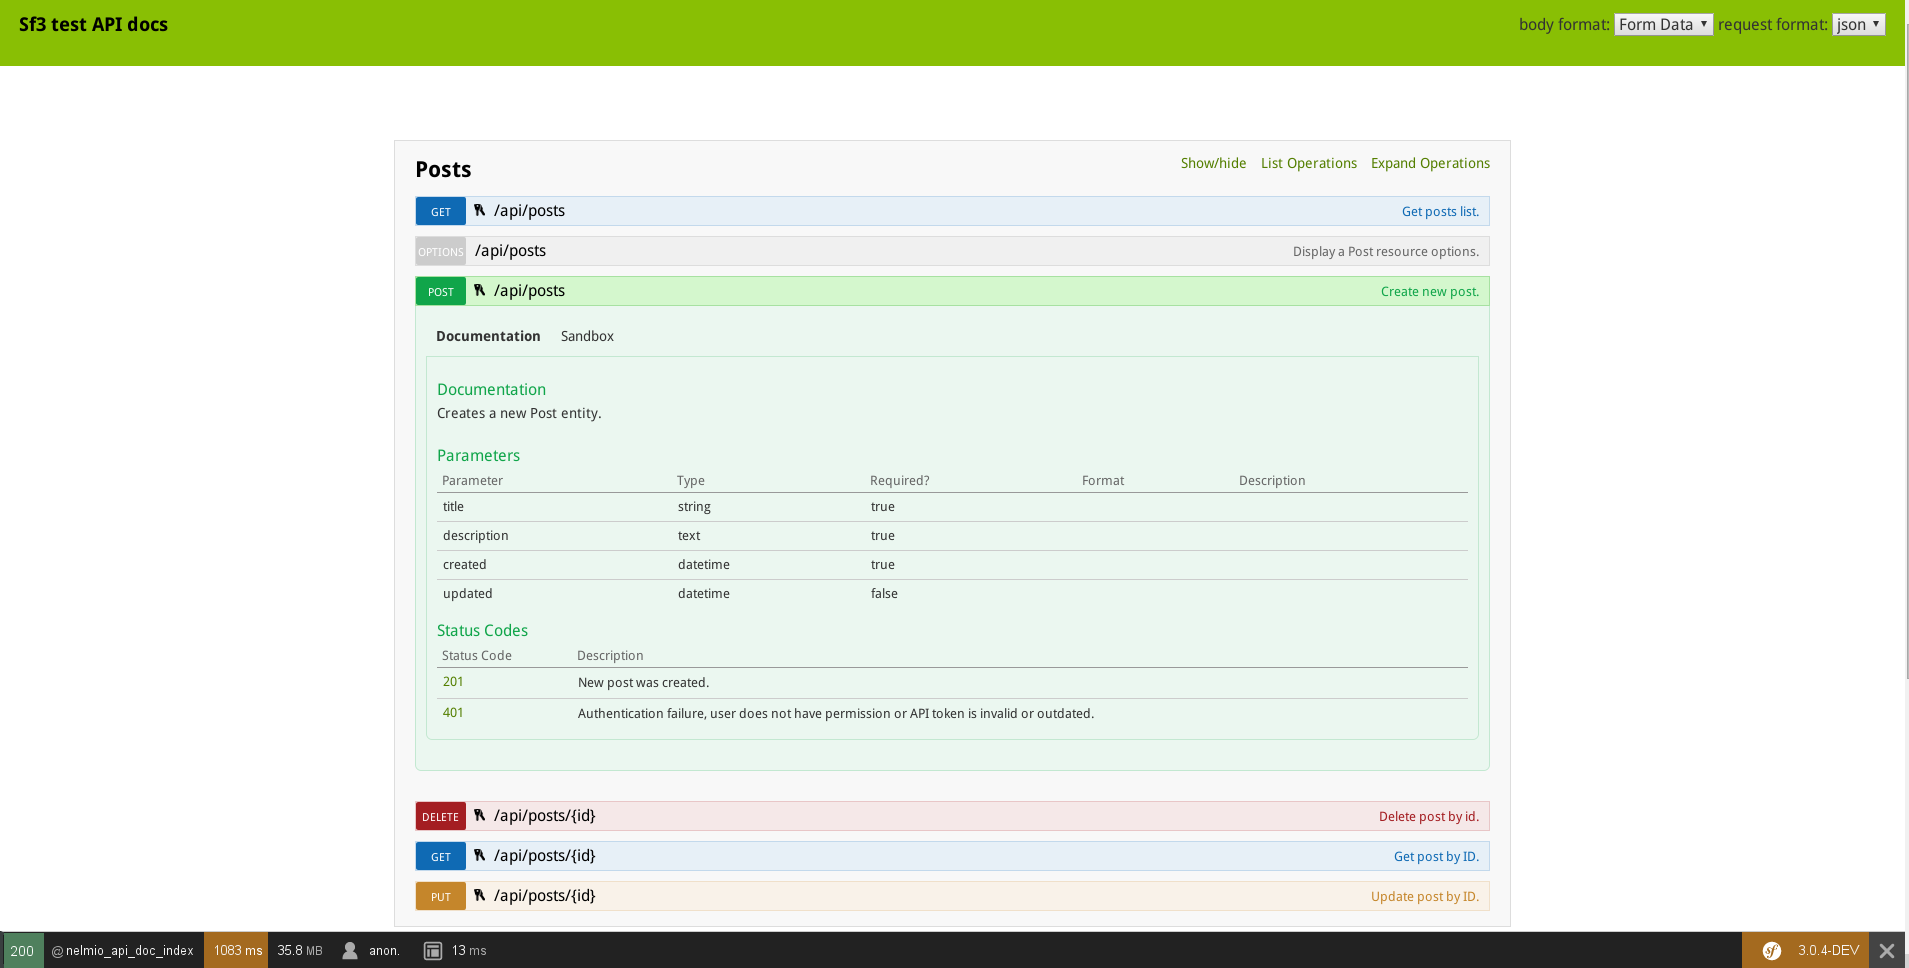 Sf3 test API docs
body format: Form Data request format: json
Posts
Show/hide List Operations Expand Operations
GET /api/posts Get posts list.
OPTIONS /api/posts Display a Post resource options.
POST /api/posts Create new post.
Documentation Sandbox
Documentation
Creates a new Post entity.
Parameters
Parameter Type Required? Format Description
title string true
description text true
created datetime true
updated datetime false
Status Codes
Status Code Description
201 New post was created.
401 Authentication failure, user does not have permission or API token is invalid or outdated.
DELETE /api/posts/{id} Delete post by id.
GET /api/posts/{id} Get post by ID.
PUT /api/posts/{id} Update post by ID.
200 @ nelmio_api_doc_index 1083 ms 35.8 MB anon. 13 ms sf 3.0.4-DEV